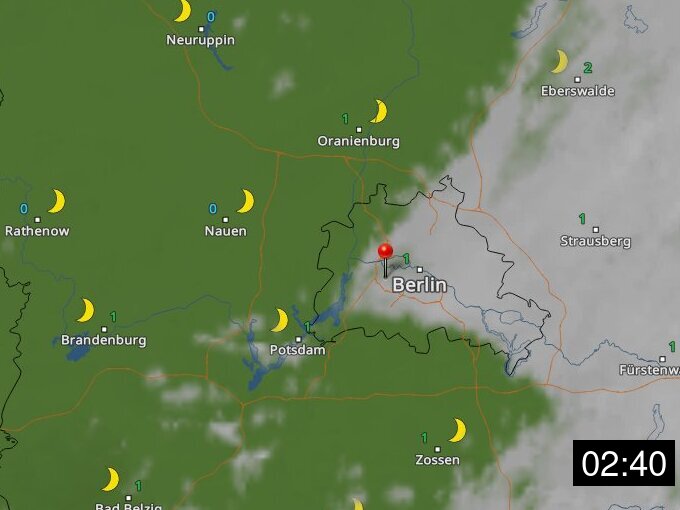 0
Neuruppin
2
Eberswalde
1
Oranienburg
0
Rathenow
0
Nauen
1
Strausberg
1
Berlin
1
Brandenburg
1
Potsdam
1
Fürstenwa
1
Zossen
02:40
1
Bad Belzig